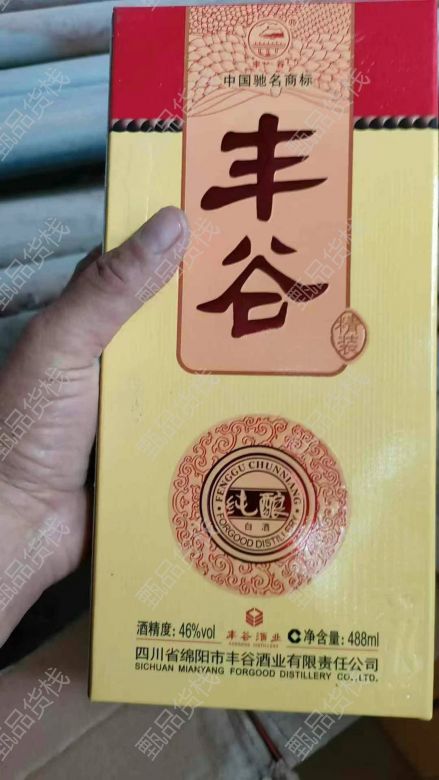 丰谷
中国驰名商标
丰
谷
精装
FENGGU CHUNNIANG
纯酿
白酒
FORGOOD DISTILLERY
酒精度：46%vol
丰谷酒业
净含量：488ml
四川省绵阳市丰谷酒业有限责任公司
SICHUAN MIANYANG FORGOOD DISTILLERY CO.,LTD.
甄品货栈